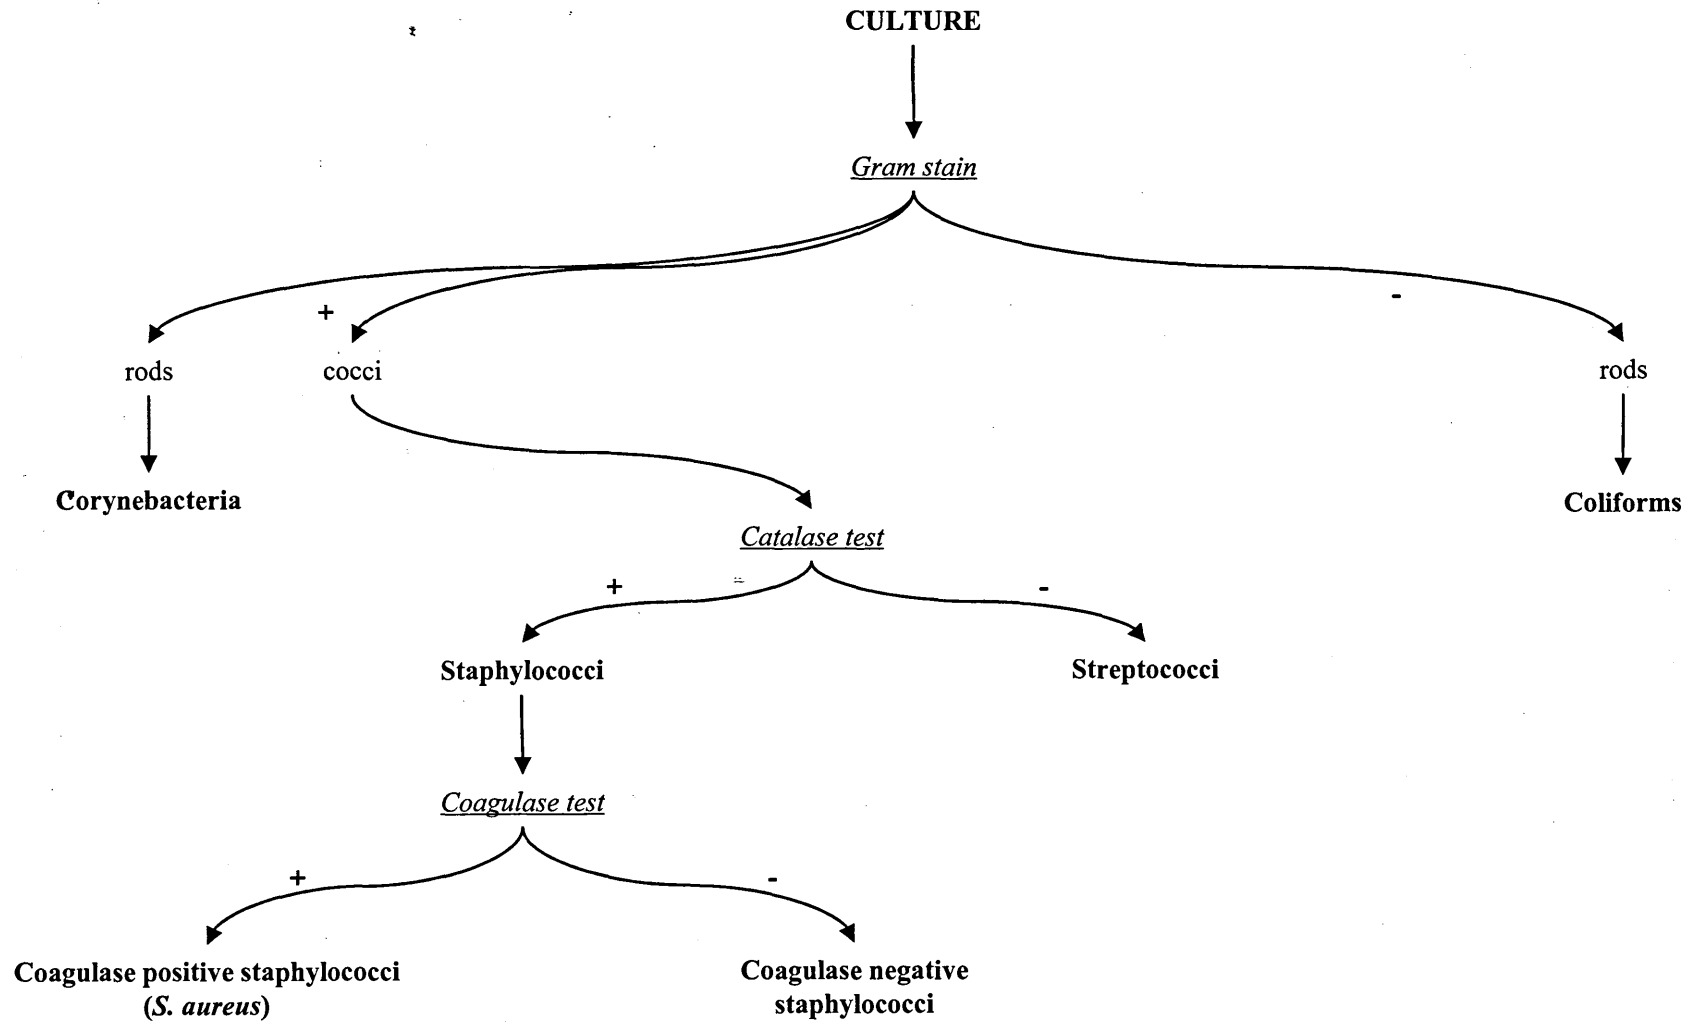 CULTURE
Gram stain
+
-
rods
cocci
rods
Corynebacteria
Coliforms
Catalase test
+
-
Staphylococci
Streptococci
Coagulase test
+
-
Coagulase positive staphylococci
(S. aureus)
Coagulase negative
staphylococci